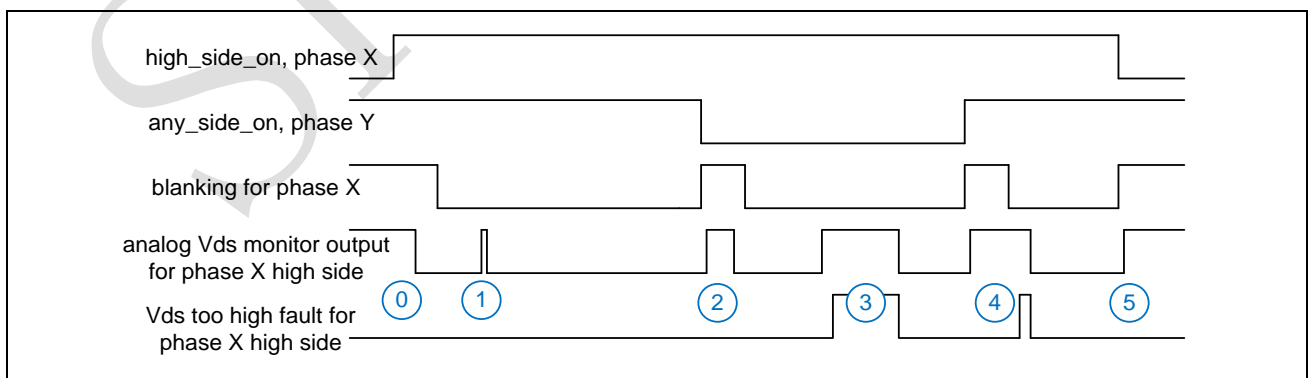 high_side_on, phase X
any_side_on, phase Y
blanking for phase X
analog Vds monitor output
for phase X high side
0
1
2
3
4
5
Vds too high fault for
phase X high side